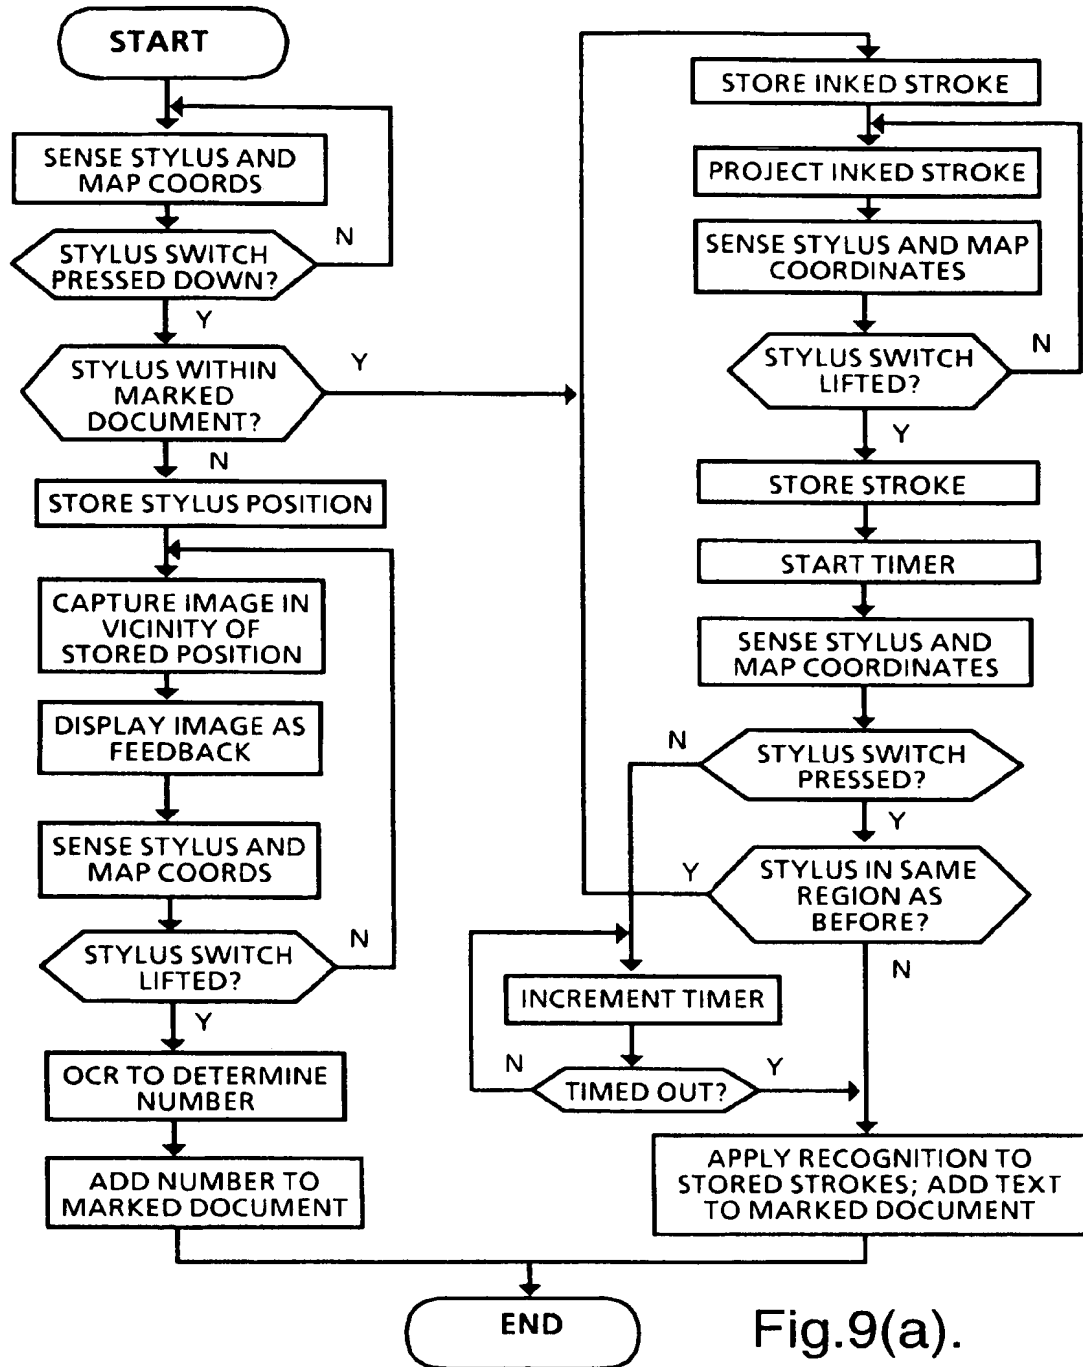 START
SENSE STYLUS AND
MAP COORDS
STYLUS SWITCH
PRESSED DOWN?
N
Y
STYLUS WITHIN
MARKED
DOCUMENT?
Y
N
STORE STYLUS POSITION
CAPTURE IMAGE IN
VICINITY OF
STORED POSITION
DISPLAY IMAGE AS
FEEDBACK
SENSE STYLUS AND
MAP COORDS
STYLUS SWITCH
LIFTED?
N
Y
OCR TO DETERMINE
NUMBER
ADD NUMBER TO
MARKED DOCUMENT
STORE INKED STROKE
PROJECT INKED STROKE
SENSE STYLUS AND MAP
COORDINATES
STYLUS SWITCH
LIFTED?
N
Y
STORE STROKE
START TIMER
SENSE STYLUS AND
MAP COORDINATES
N
STYLUS SWITCH
PRESSED?
Y
Y
STYLUS IN SAME
REGION AS
BEFORE?
N
INCREMENT TIMER
N
TIMED OUT?
Y
APPLY RECOGNITION TO
STORED STROKES; ADD TEXT
TO MARKED DOCUMENT
END
Fig.9(a).